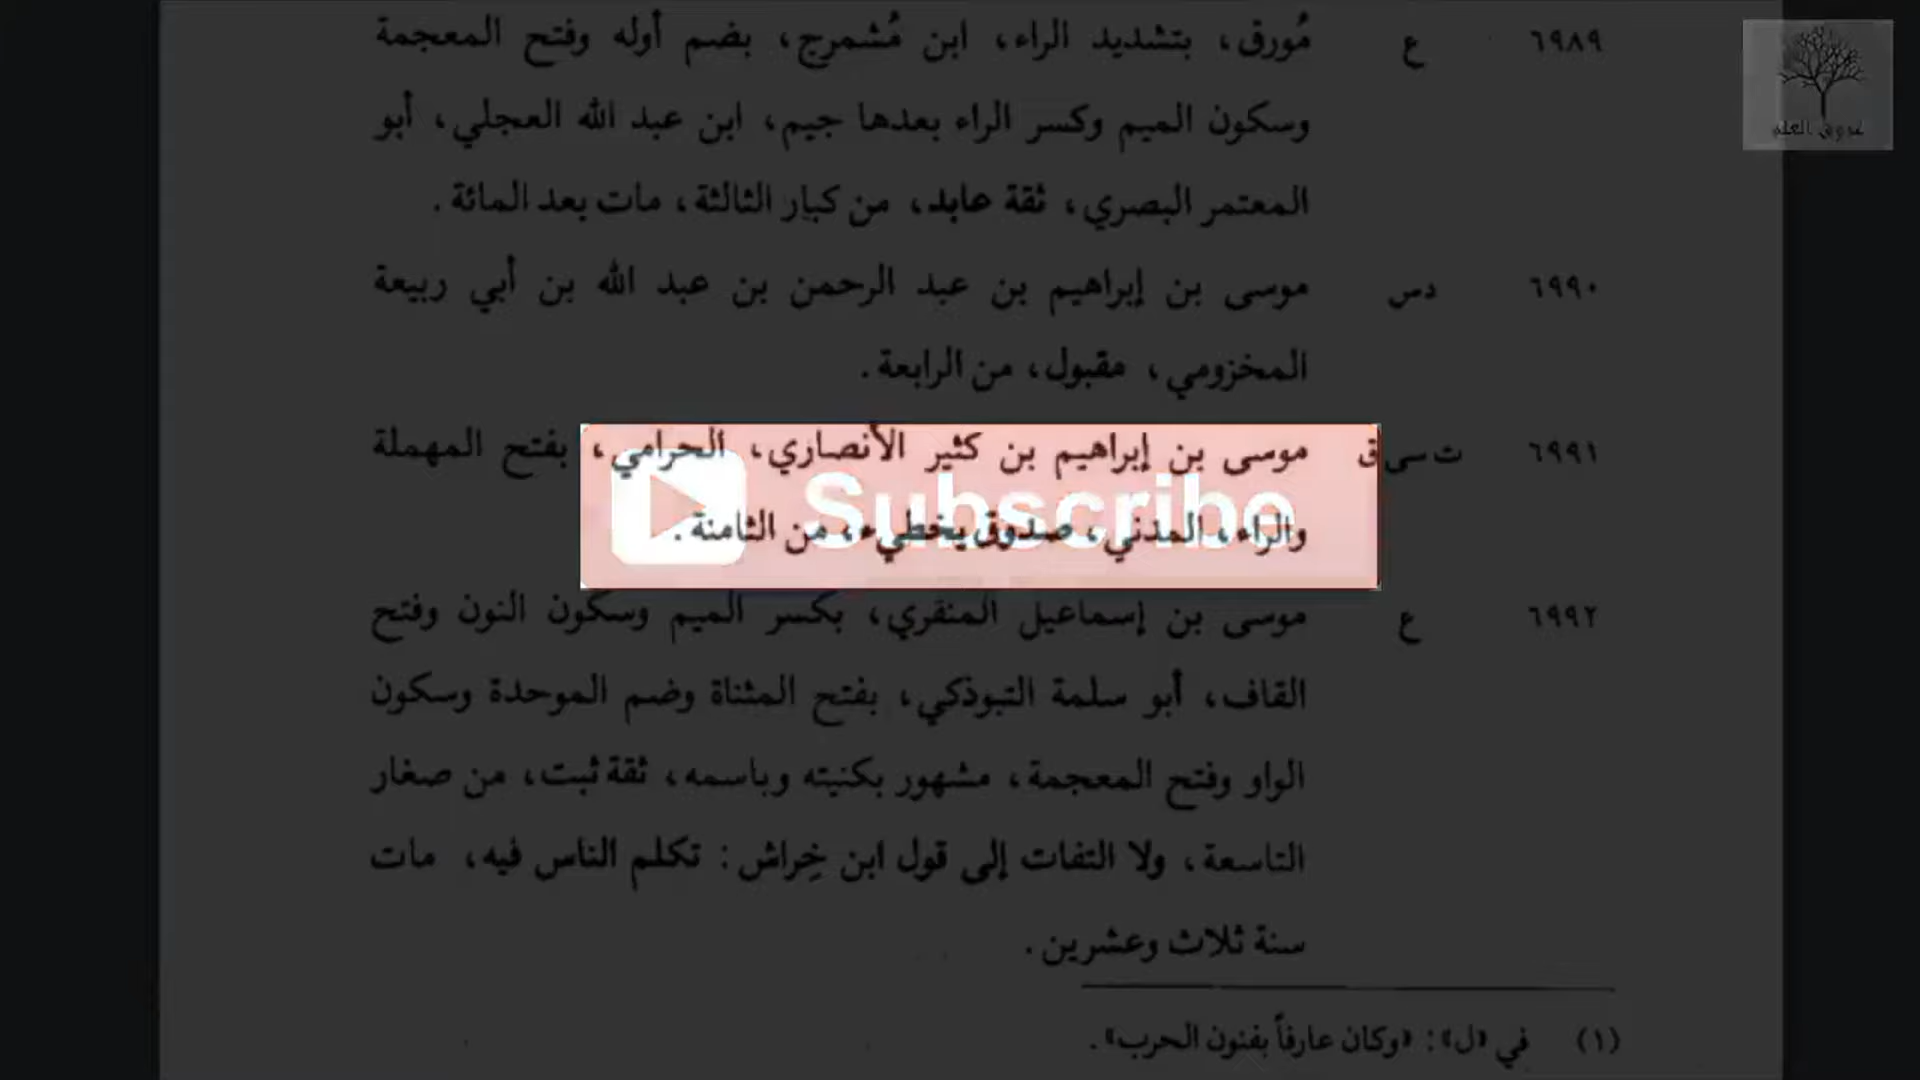 ٦٩٨٩ ع مُورق، بتشديد الراء، ابن مُشمرج، بضم أوله وفتح المعجمة
وسكون الميم وكسر الراء بعدها جيم، ابن عبد الله العجلي، أبو
المعتمر البصري، ثقة عابد، من كبار الثالثة، مات بعد المائة.
٦٩٩٠ دس موسى بن إبراهيم بن عبد الرحمن بن عبد الله بن أبي ربيعة
المخزومي، مقبول، من الرابعة.
٦٩٩١ ت سي ق موسى بن إبراهيم بن كثير الأنصاري، الحرامي، بفتح المهملة
والراء، المدني، صدوق يخطيء، من الثامنة.
Subscribe
٦٩٩٢ ع موسى بن إسماعيل المنقري، بكسر الميم وسكون النون وفتح
القاف، أبو سلمة التبوذكي، بفتح المثناة وضم الموحدة وسكون
الواو وفتح المعجمة، مشهور بكنيته وباسمه، ثقة ثبت، من صغار
التاسعة، ولا التفات إلى قول ابن خِراش: تكلم الناس فيه، مات
سنة ثلاث وعشرين.
(١) في «ل»: «وكان عارفاً بفنون الحرب».